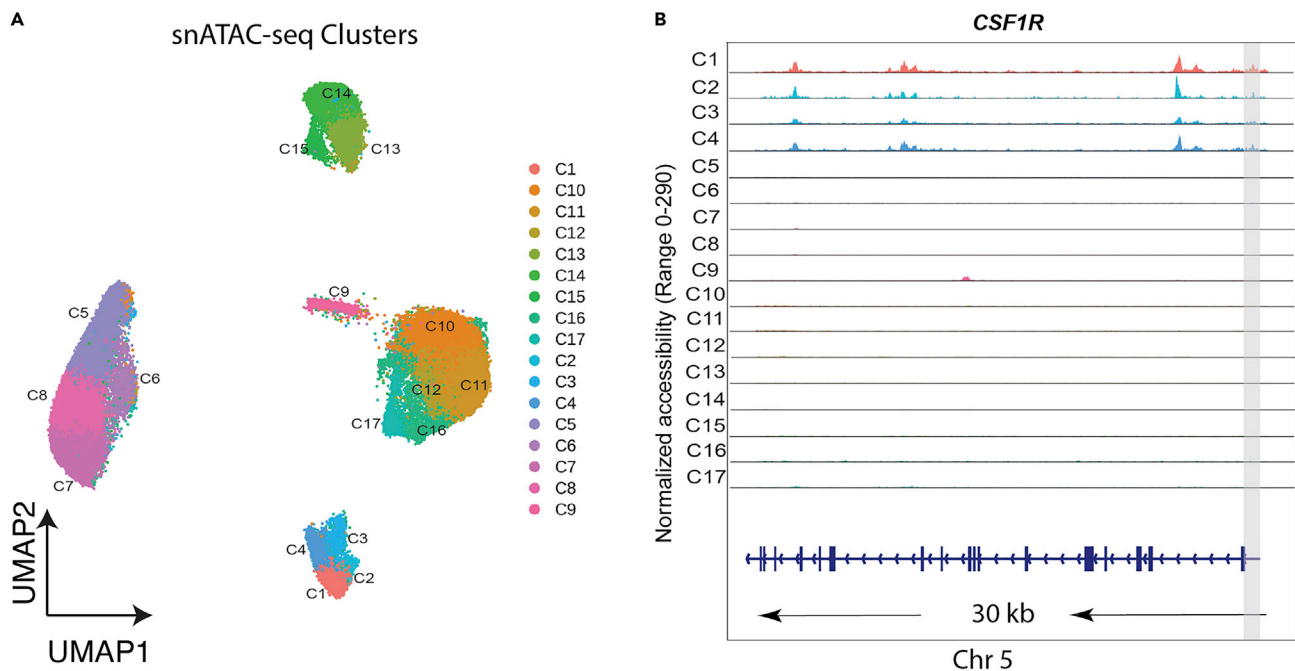 A
snATAC-seq Clusters
C14
C15
C13
C5
C6
C8
C7
C9
C10
C12
C11
C17
C16
C4
C3
C2
C1
UMAP2
UMAP1
C1
C10
C11
C12
C13
C14
C15
C16
C17
C2
C3
C4
C5
C6
C7
C8
C9
B
CSF1R
Normalized accessibility (Range 0-290)
C1
C2
C3
C4
C5
C6
C7
C8
C9
C10
C11
C12
C13
C14
C15
C16
C17
30 kb
Chr 5